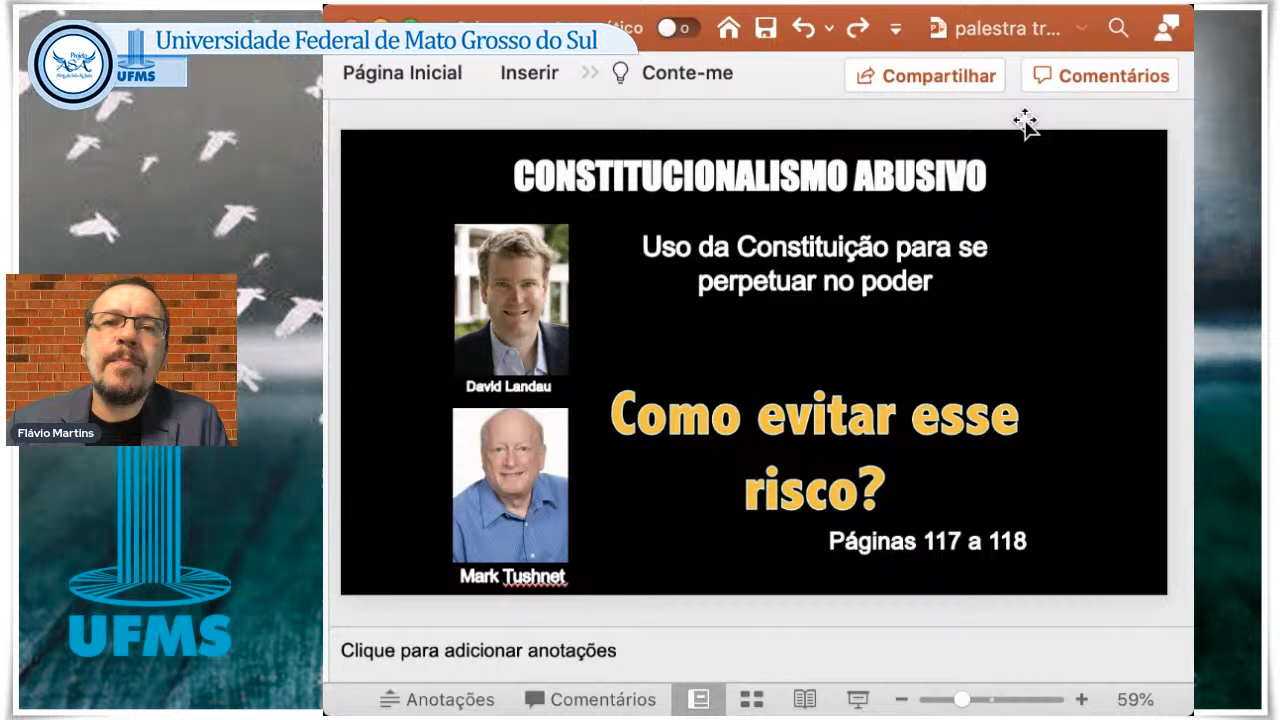 Universidade Federal de Mato Grosso do Sul
Projeto
UFMS
palestra tr...
Página Inicial
Inserir
Conte-me
Compartilhar
Comentários
CONSTITUCIONALISMO ABUSIVO
Uso da Constituição para se
perpetuar no poder
David Landau
Como evitar esse
risco?
Páginas 117 a 118
Mark Tushnet
Flávio Martins
UFMS
Clique para adicionar anotações
Anotações
Comentários
59%